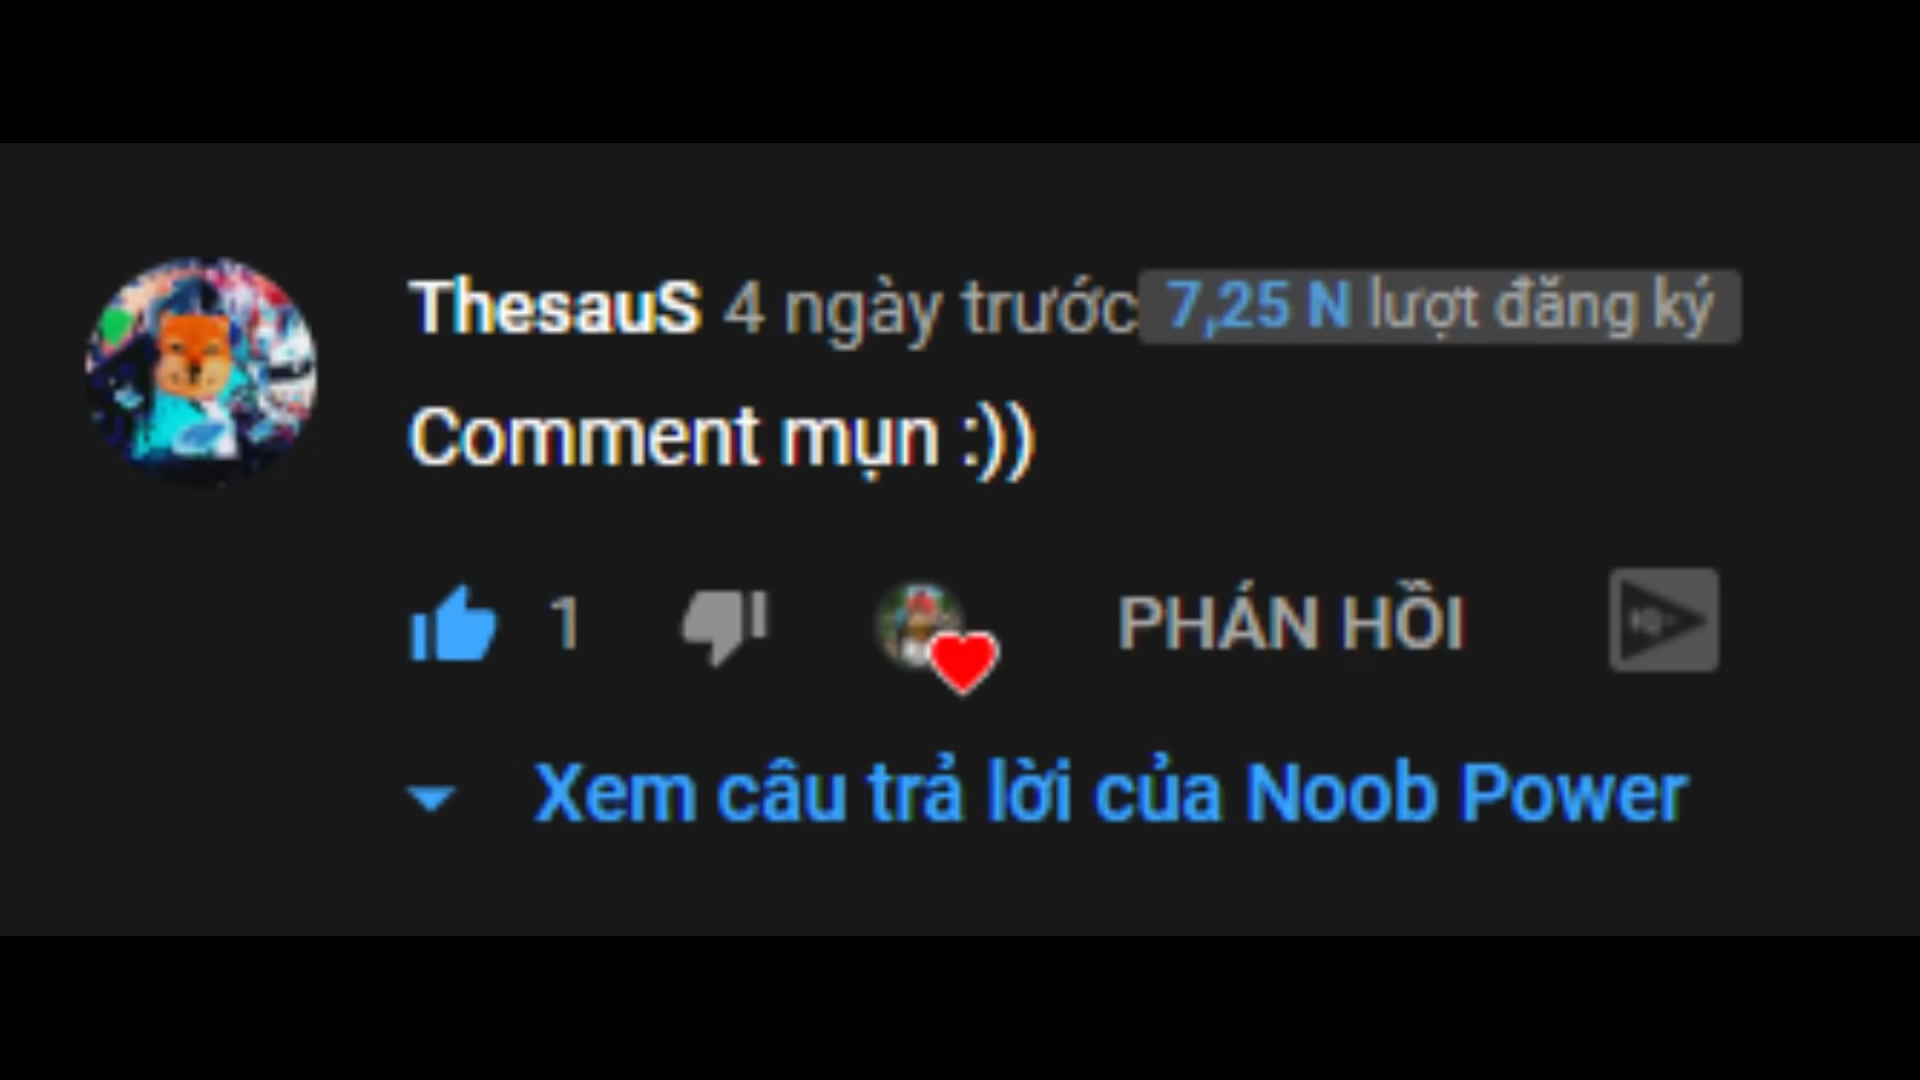 ThesauS 4 ngày trước 7,25 N lượt đăng ký
Comment mụn :))
1 PHẢN HỒI
Xem câu trả lời của Noob Power